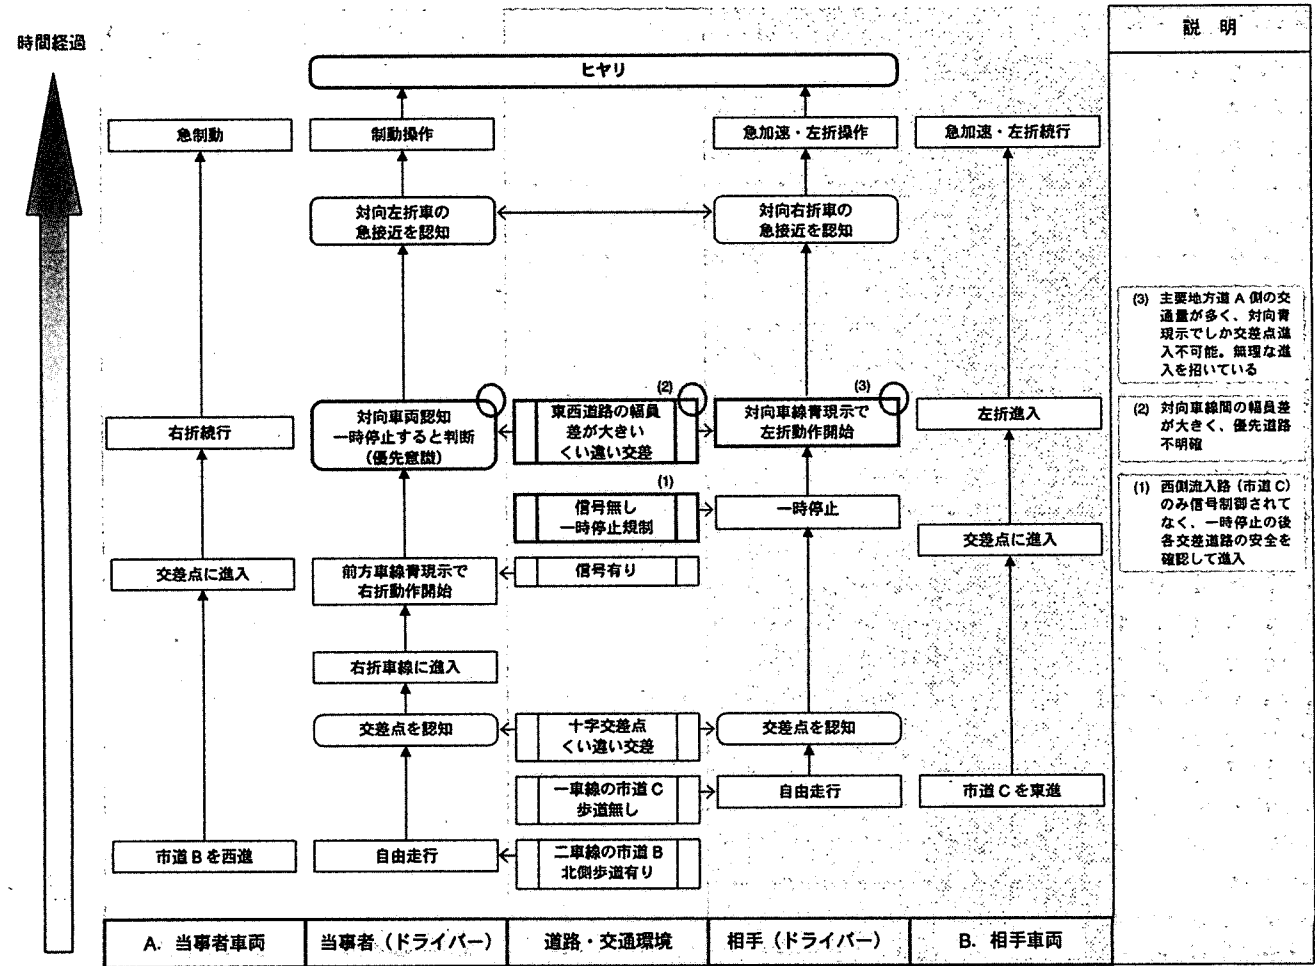 時間経過
説 明
ヒヤリ
急制動
制動操作
急加速・左折操作
急加速・左折続行
対向左折車の
急接近を認知
対向右折車の
急接近を認知
(3) 主要地方道 A 側の交
通量が多く、対向青
現示でしか交差点進
入不可能。無理な進
入を招いている
(2)
(3)
右折続行
対向車両認知
一時停止すると判断
(優先意識)
東西道路の幅員
差が大きい
くい違い交差
対向車線青現示で
左折動作開始
左折進入
(2) 対向車線間の幅員差
が大きく、優先道路
不明確
(1)
信号無し
一時停止規制
一時停止
交差点に進入
(1) 西側流入路(市道 C)
のみ信号制御されて
なく、一時停止の後
各交差道路の安全を
確認して進入
交差点に進入
前方車線青現示で
右折動作開始
信号有り
右折車線に進入
交差点を認知
十字交差点
くい違い交差
交差点を認知
一車線の市道 C
歩道無し
自由走行
市道 C を東進
市道 B を西進
自由走行
二車線の市道 B
北側歩道有り
A. 当事者車両
当事者(ドライバー)
道路・交通環境
相手(ドライバー)
B. 相手車両